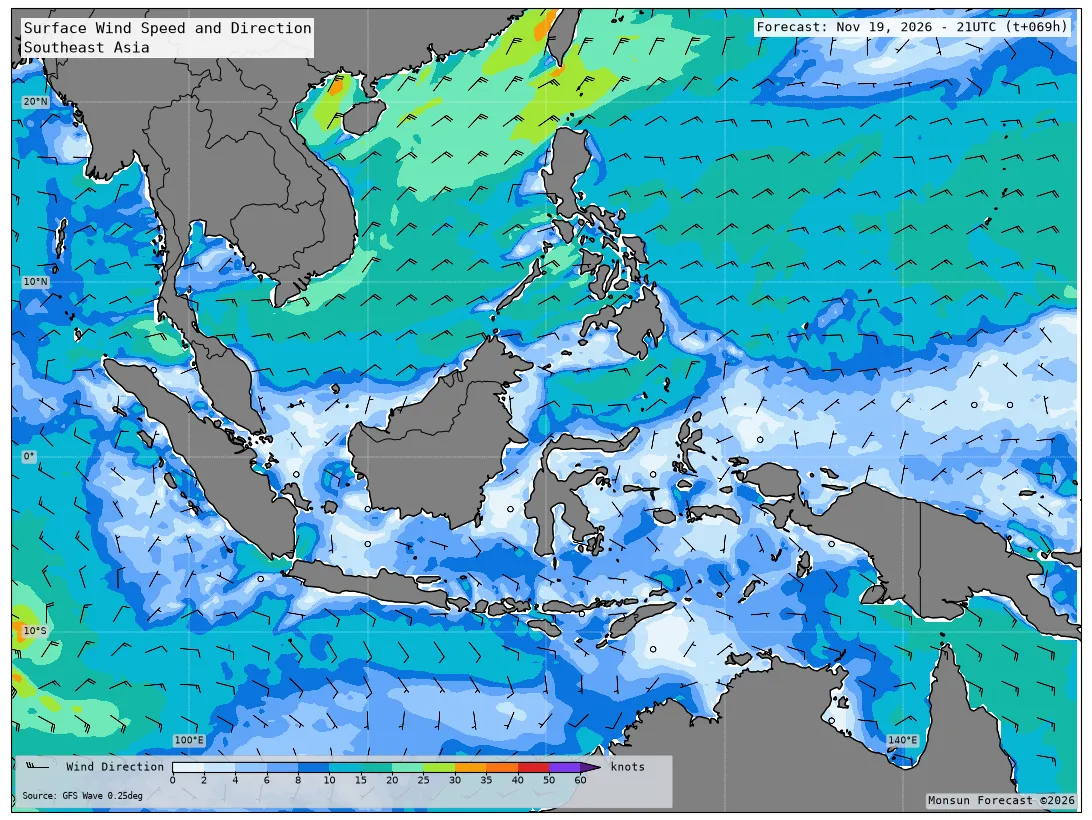 Surface Wind Speed and Direction
Southeast Asia
Forecast: Nov 19, 2026 - 21UTC (t+069h)
20°N
10°N
0°
10°S
100°E
140°E
Wind Direction
0 2 4 6 8 10 15 20 25 30 35 40 50 60
knots
Source: GFS Wave 0.25deg
Monsun Forecast ©2026